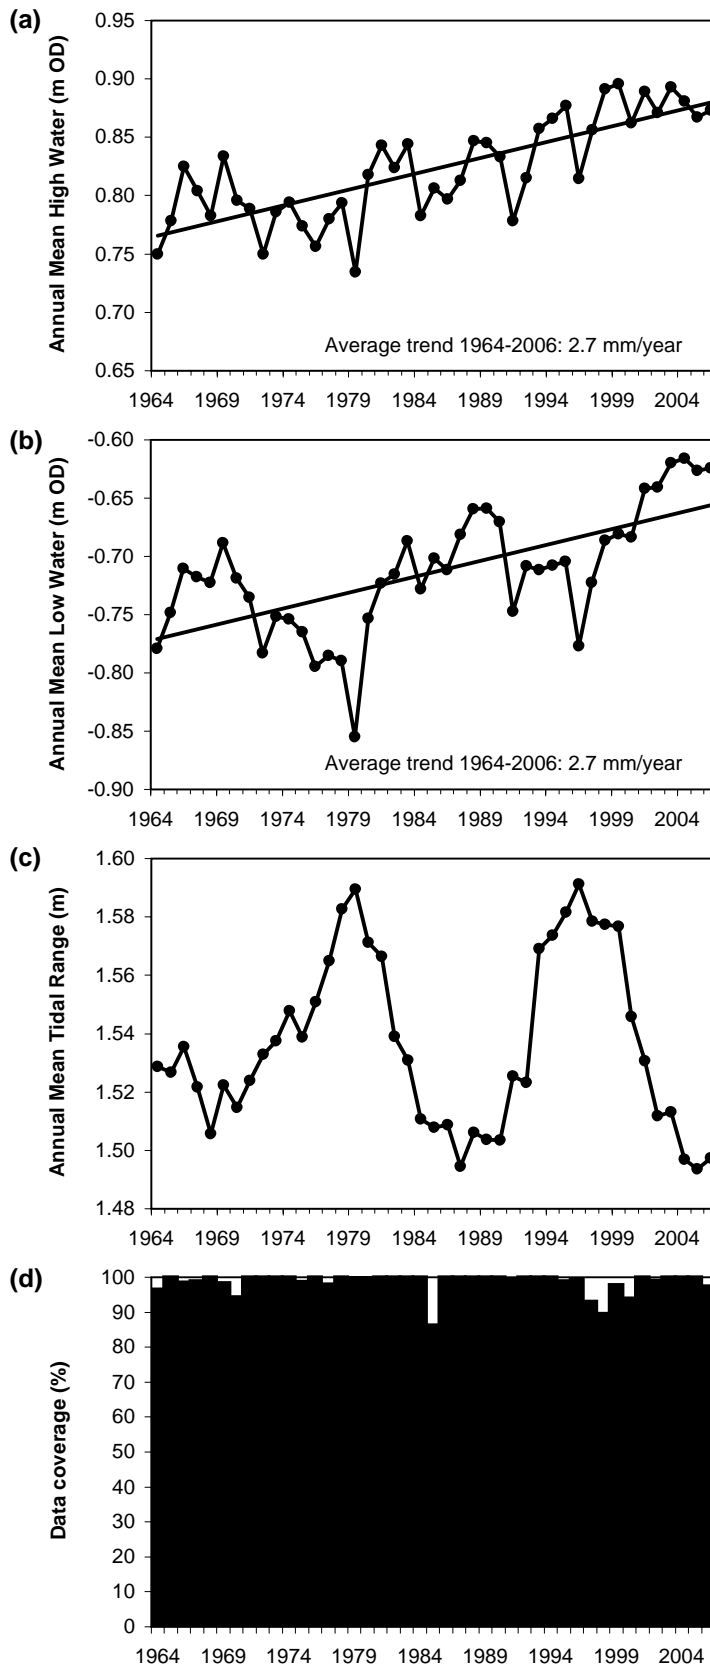 (a)
Annual Mean High Water (m OD)
0.95
0.90
0.85
0.80
0.75
0.70
0.65
Average trend 1964-2006: 2.7 mm/year
1964 1969 1974 1979 1984 1989 1994 1999 2004
(b)
Annual Mean Low Water (m OD)
-0.60
-0.65
-0.70
-0.75
-0.80
-0.85
-0.90
Average trend 1964-2006: 2.7 mm/year
1964 1969 1974 1979 1984 1989 1994 1999 2004
(c)
Annual Mean Tidal Range (m)
1.60
1.58
1.56
1.54
1.52
1.50
1.48
1964 1969 1974 1979 1984 1989 1994 1999 2004
(d)
Data coverage (%)
100
90
80
70
60
50
40
30
20
10
0
1964 1969 1974 1979 1984 1989 1994 1999 2004